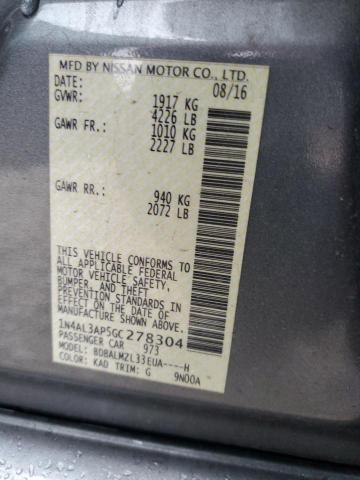 MFD BY NISSAN MOTOR CO., LTD.
DATE: 08/16
GVWR: 1917 KG
4226 LB
GAWR FR: 1010 KG
2227 LB
GAWR RR: 940 KG
2072 LB
THIS VEHICLE CONFORMS TO
ALL APPLICABLE FEDERAL
MOTOR VEHICLE SAFETY,
BUMPER, AND THEFT
PREVENTION STANDARDS IN
EFFECT ON THE DATE OF
MANUFACTURE SHOWN ABOVE.
1N4AL3AP5GC278304
PASSENGER CAR 973
MODEL: BDBALMZL33EUA----H
COLOR: KAD TRIM: G 9N00A